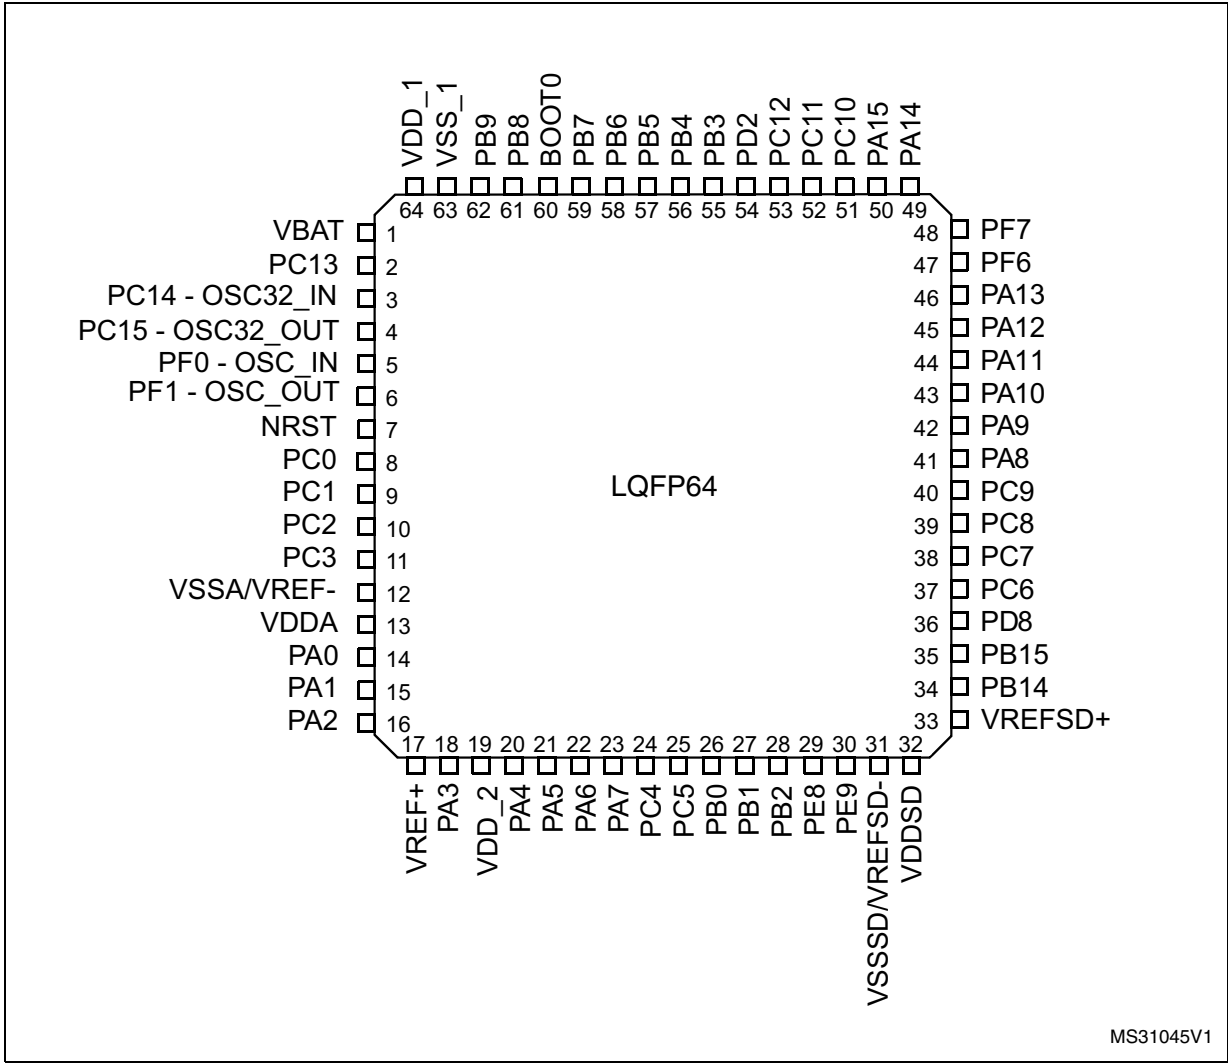 VDD_1
VSS_1
PB9
PB8
BOOT0
PB7
PB6
PB5
PB4
PB3
PD2
PC12
PC11
PC10
PA15
PA14
64 63 62 61 60 59 58 57 56 55 54 53 52 51 50 49
VBAT 1
PC13 2
PC14 - OSC32_IN 3
PC15 - OSC32_OUT 4
PF0 - OSC_IN 5
PF1 - OSC_OUT 6
NRST 7
PC0 8
PC1 9
PC2 10
PC3 11
VSSA/VREF- 12
VDDA 13
PA0 14
PA1 15
PA2 16
LQFP64
48 PF7
47 PF6
46 PA13
45 PA12
44 PA11
43 PA10
42 PA9
41 PA8
40 PC9
39 PC8
38 PC7
37 PC6
36 PD8
35 PB15
34 PB14
33 VREFSD+
17 18 19 20 21 22 23 24 25 26 27 28 29 30 31 32
VREF+
PA3
VDD_2
PA4
PA5
PA6
PA7
PC4
PC5
PB0
PB1
PB2
PE8
PE9
VSSSD/VREFSD-
VDDSD
MS31045V1